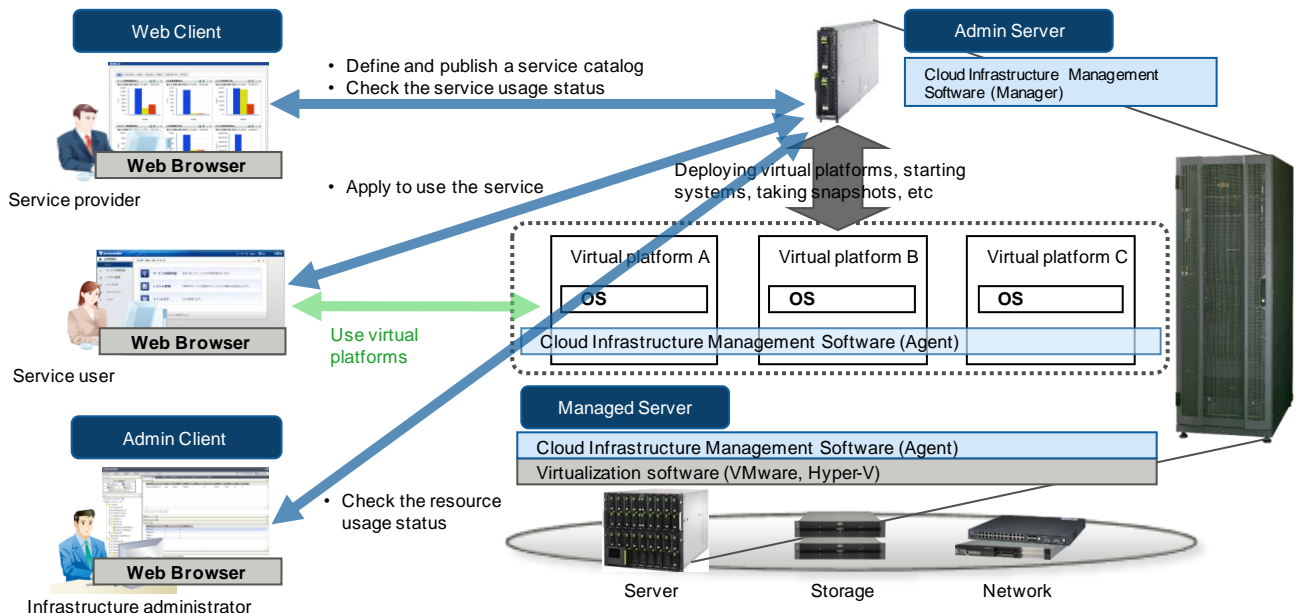 Web Client
Admin Server
• Define and publish a service catalog
• Check the service usage status
Cloud Infrastructure Management
Software (Manager)
Web Browser
Service provider
• Apply to use the service
Deploying virtual platforms, starting
systems, taking snapshots, etc
Virtual platform A
Virtual platform B
Virtual platform C
OS
OS
OS
Web Browser
Use virtual
platforms
Cloud Infrastructure Management Software (Agent)
Service user
Managed Server
Admin Client
Cloud Infrastructure Management Software (Agent)
Virtualization software (VMware, Hyper-V)
• Check the resource
usage status
Web Browser
Server
Storage
Network
Infrastructure administrator